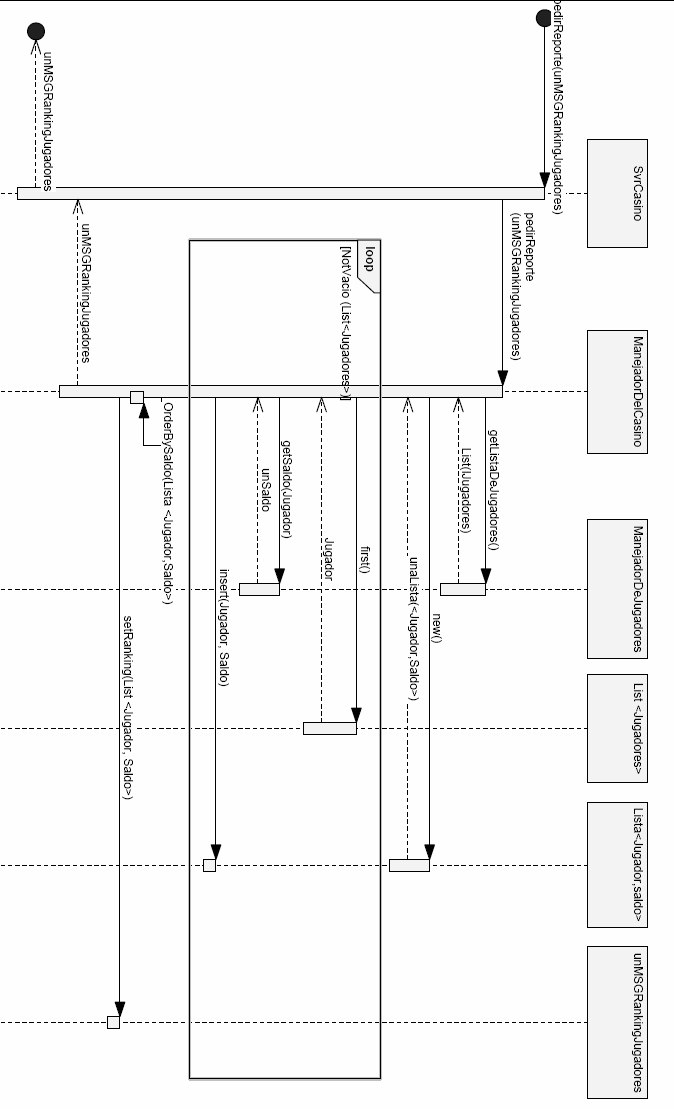 SvrCasino
ManejadorDelCasino
ManejadorDeJugadores
List <Jugadores>
Lista<Jugador,saldo>
unMSGRankingJugadores
pedirReporte(unMSGRankingJugadores)
pedirReporte
(unMSGRankingJugadores)
getListaDeJugadores()
List(IJugadores)
new()
unaLista(<Jugador,Saldo>)
loop
[NotVacio (List<Jugadores>)]
first()
Jugador
getSaldo(Jugador)
unSaldo
insert(Jugador, Saldo)
OrderBySaldo(Lista <Jugador,Saldo>)
setRanking(List <Jugador, Saldo>)
unMSGRankingJugadores
unMSGRankingJugadores